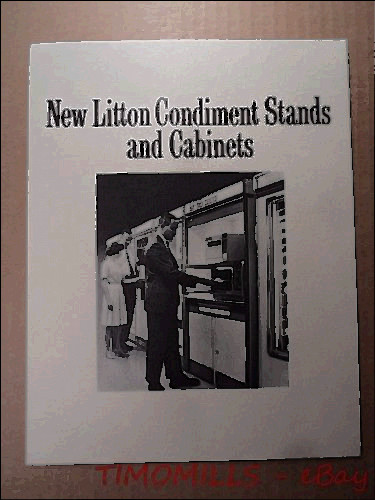 New Litton Condiment Stands
and Cabinets
TIMOMILLS - eBay